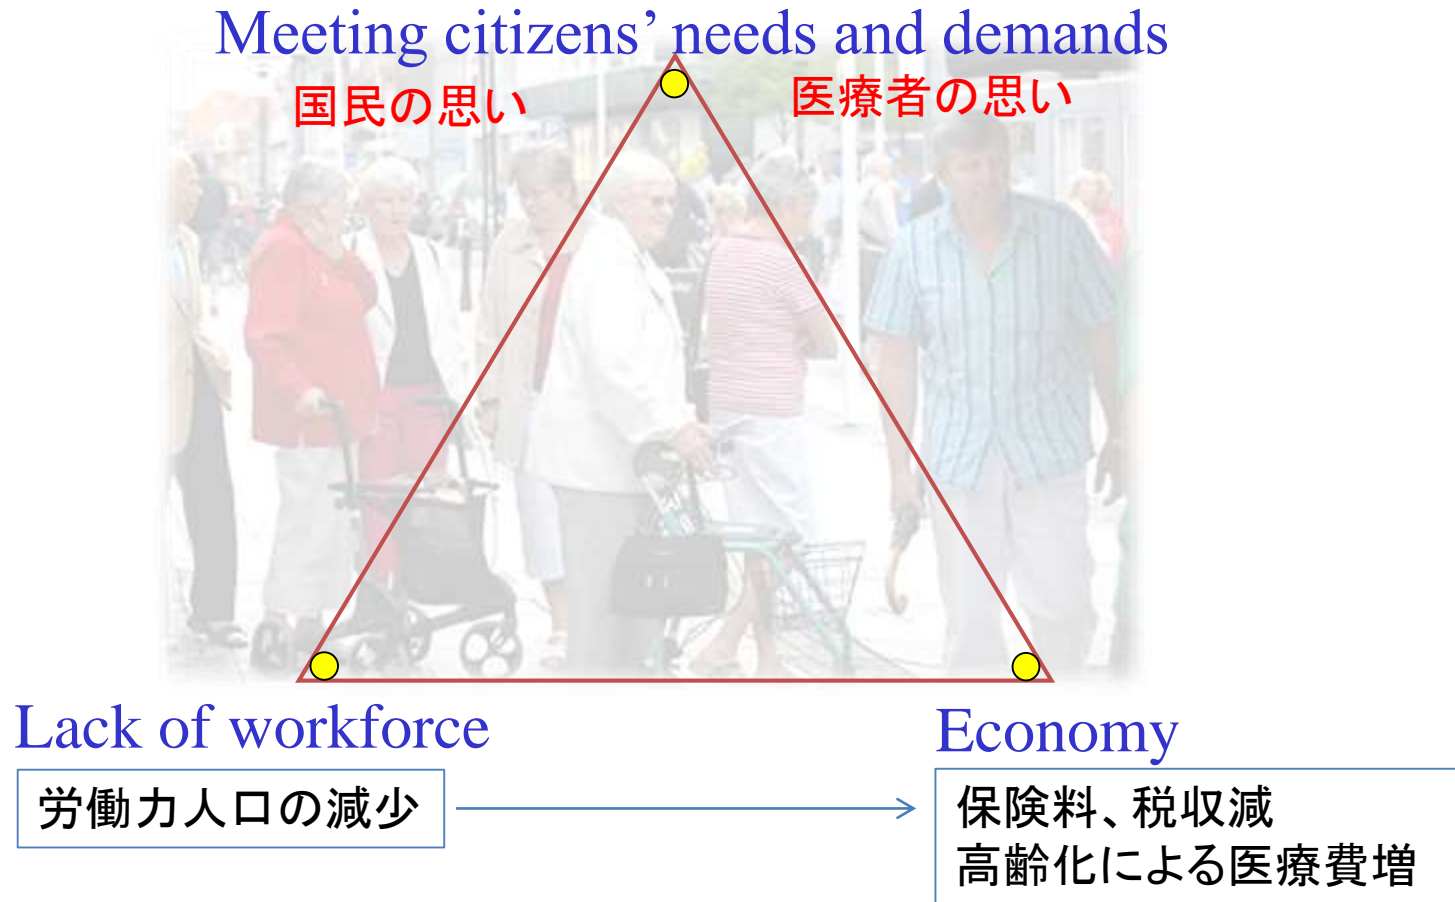 Meeting citizens’ needs and demands
国民の思い
医療者の思い
Lack of workforce
Economy
労働力人口の減少
保険料、税収減
高齢化による医療費増